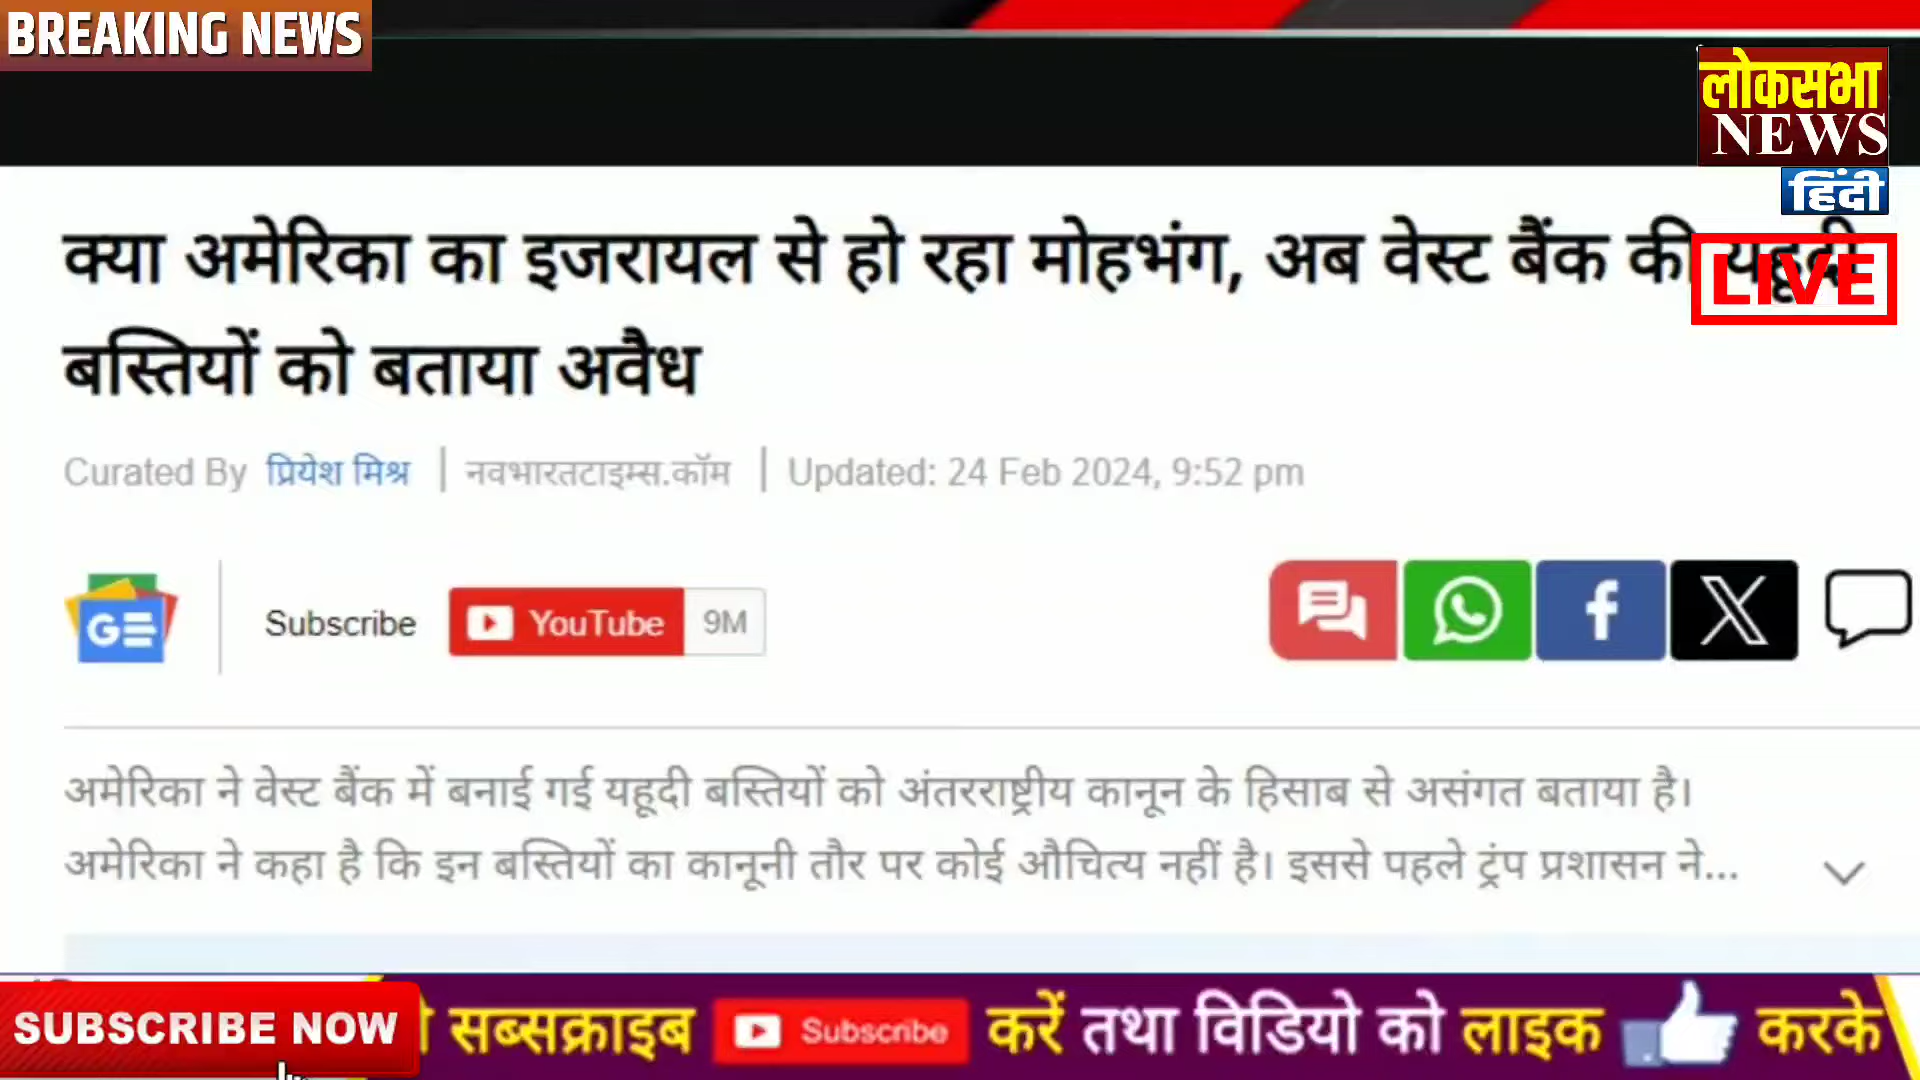 BREAKING NEWS
लोकसभा
NEWS
हिंदी
LIVE
क्या अमेरिका का इजरायल से हो रहा मोहभंग, अब वेस्ट बैंक की यहूदी
बस्तियों को बताया अवैध
Curated By प्रियेश मिश्र | नवभारतटाइम्स.कॉम | Updated: 24 Feb 2024, 9:52 pm
GE Subscribe YouTube 9M
अमेरिका ने वेस्ट बैंक में बनाई गई यहूदी बस्तियों को अंतरराष्ट्रीय कानून के हिसाब से असंगत बताया है।
अमेरिका ने कहा है कि इन बस्तियों का कानूनी तौर पर कोई औचित्य नहीं है। इससे पहले ट्रंप प्रशासन ने...
SUBSCRIBE NOW सब्सक्राइब Subscribe करें तथा विडियो को लाइक करके